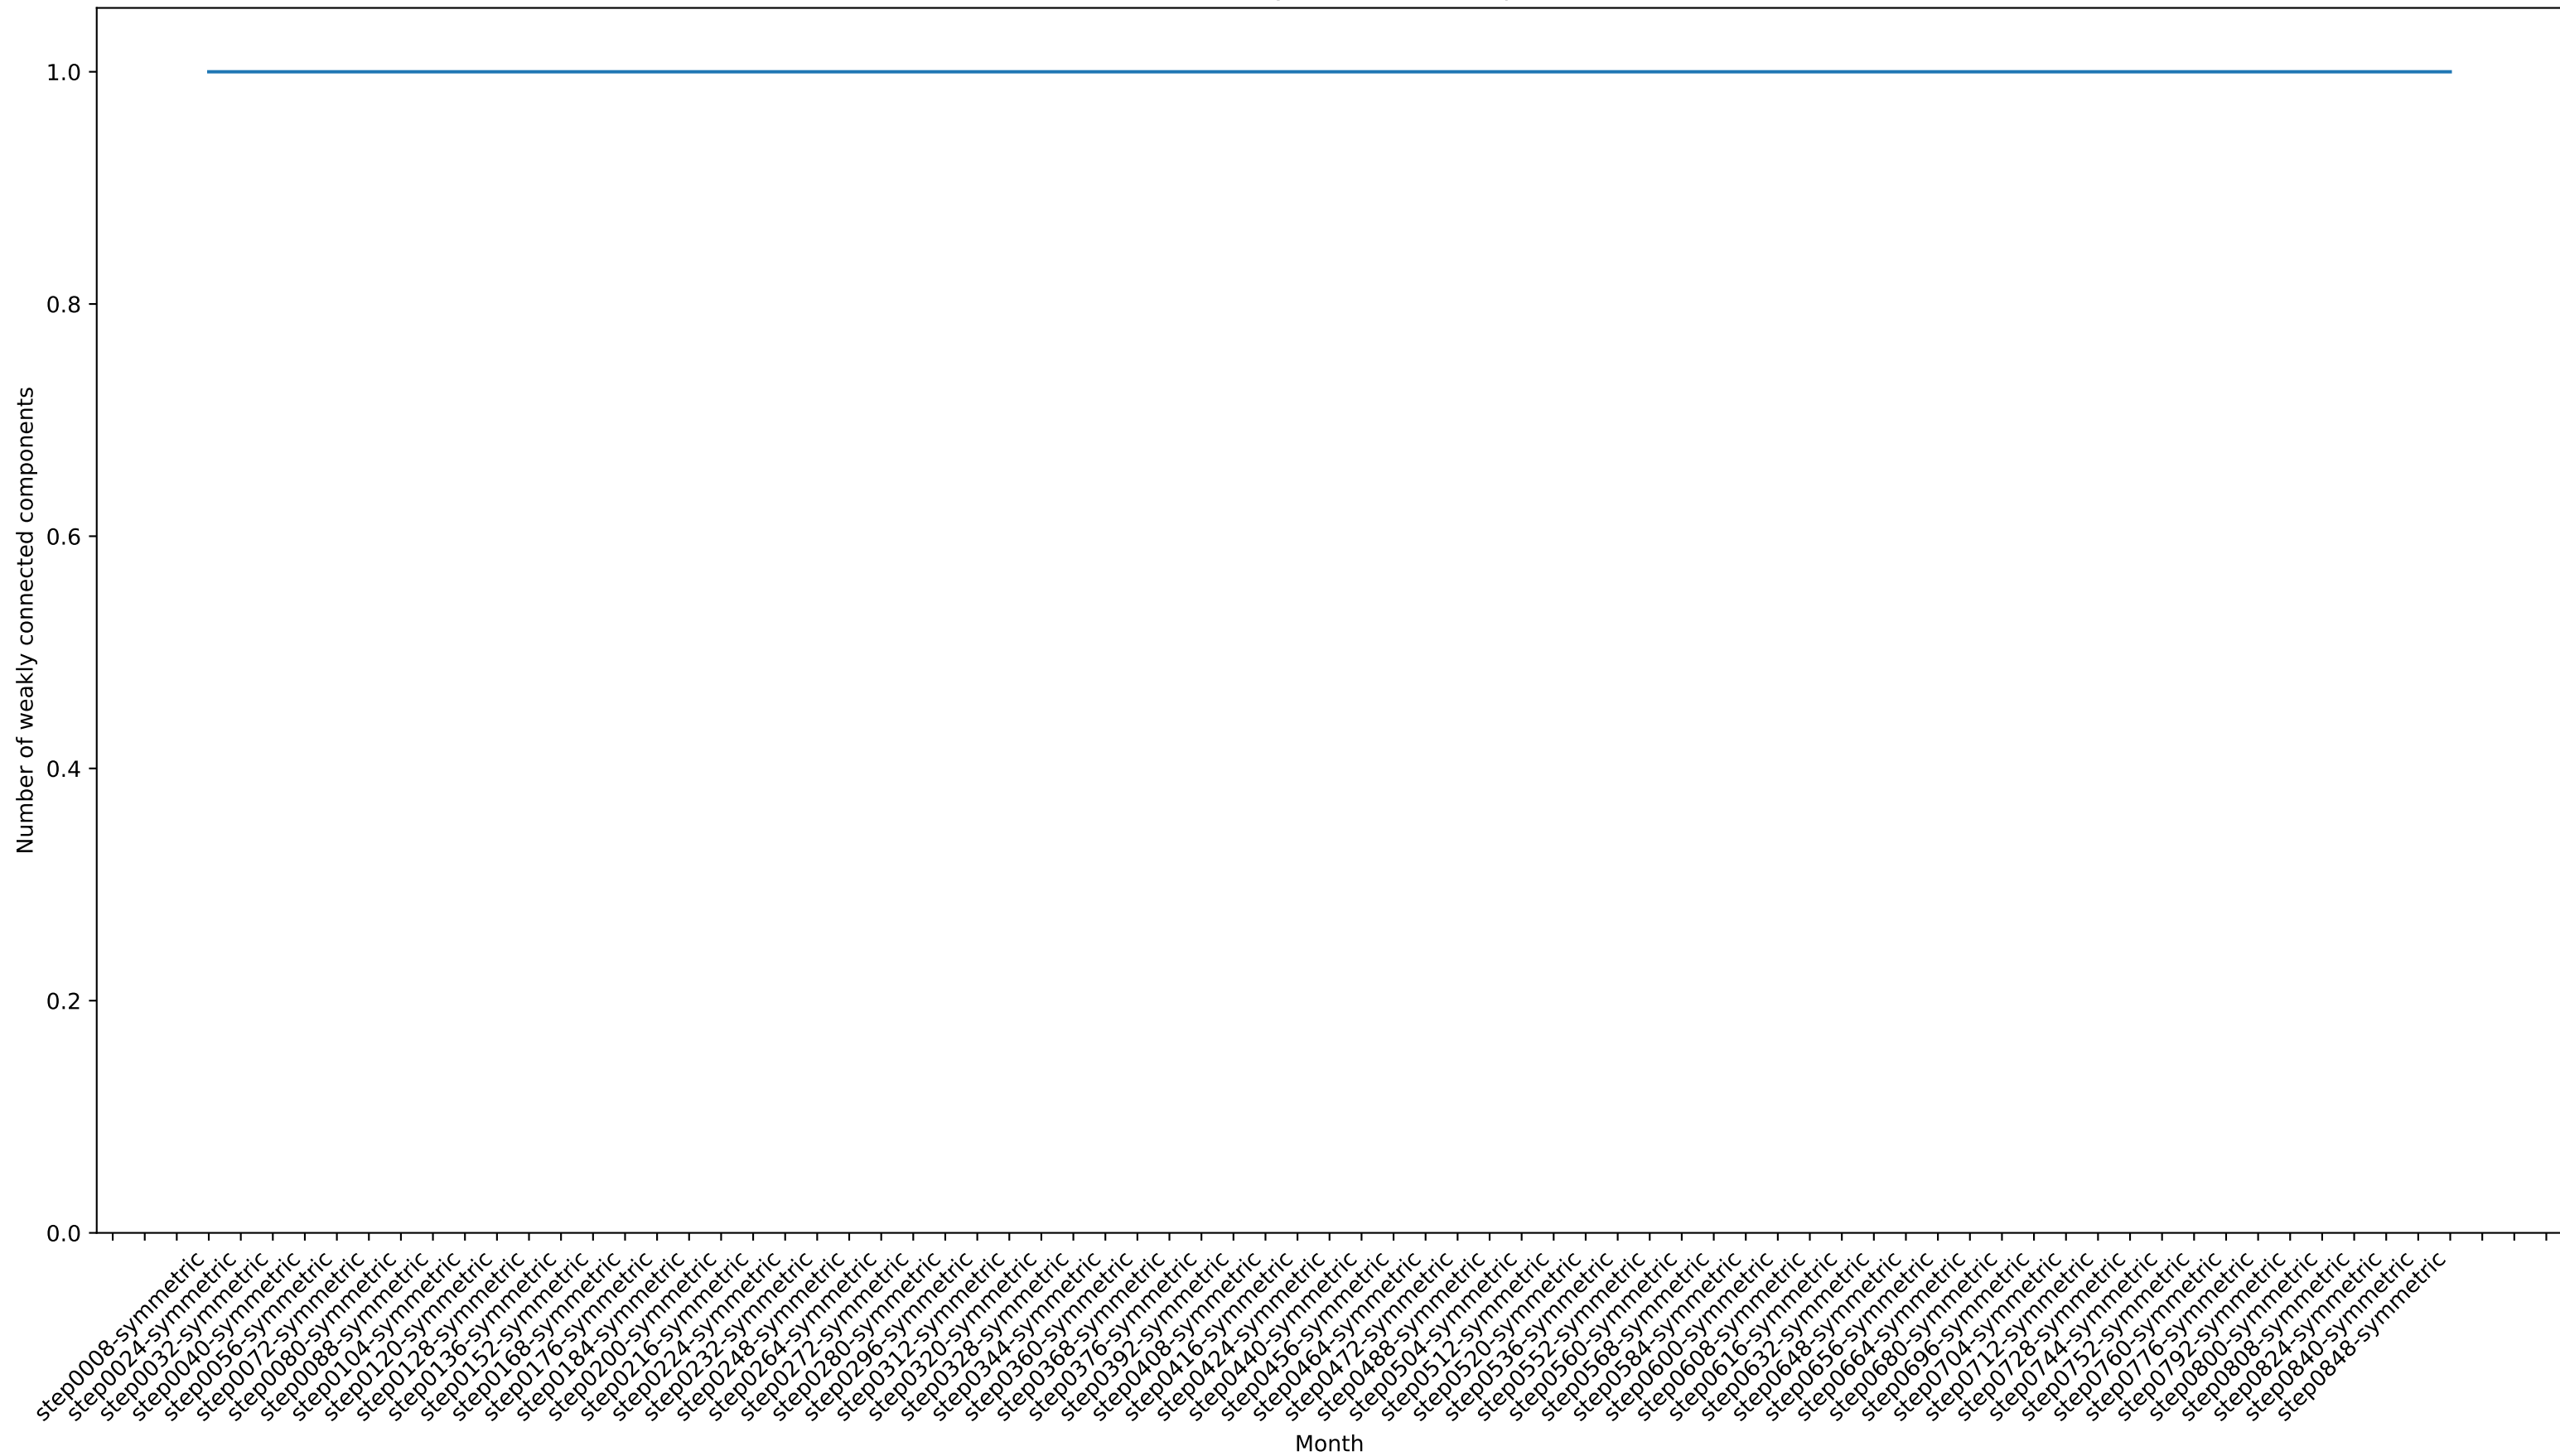 1.0
0.8
0.6
0.4
0.2
0.0
Number of weakly connected components
step0008-symmetric
step0024-symmetric
step0032-symmetric
step0040-symmetric
step0056-symmetric
step0072-symmetric
step0080-symmetric
step0088-symmetric
step0104-symmetric
step0120-symmetric
step0128-symmetric
step0136-symmetric
step0152-symmetric
step0168-symmetric
step0176-symmetric
step0184-symmetric
step0200-symmetric
step0216-symmetric
step0224-symmetric
step0232-symmetric
step0248-symmetric
step0264-symmetric
step0272-symmetric
step0280-symmetric
step0296-symmetric
step0312-symmetric
step0320-symmetric
step0328-symmetric
step0344-symmetric
step0360-symmetric
step0368-symmetric
step0376-symmetric
step0392-symmetric
step0408-symmetric
step0416-symmetric
step0424-symmetric
step0440-symmetric
step0456-symmetric
step0464-symmetric
step0472-symmetric
step0488-symmetric
step0504-symmetric
step0512-symmetric
step0520-symmetric
step0536-symmetric
step0552-symmetric
step0560-symmetric
step0568-symmetric
step0584-symmetric
step0600-symmetric
step0608-symmetric
step0616-symmetric
step0632-symmetric
step0648-symmetric
step0656-symmetric
step0664-symmetric
step0680-symmetric
step0696-symmetric
step0704-symmetric
step0712-symmetric
step0728-symmetric
step0744-symmetric
step0752-symmetric
step0760-symmetric
step0776-symmetric
step0792-symmetric
step0800-symmetric
step0808-symmetric
step0824-symmetric
step0840-symmetric
step0848-symmetric
Month